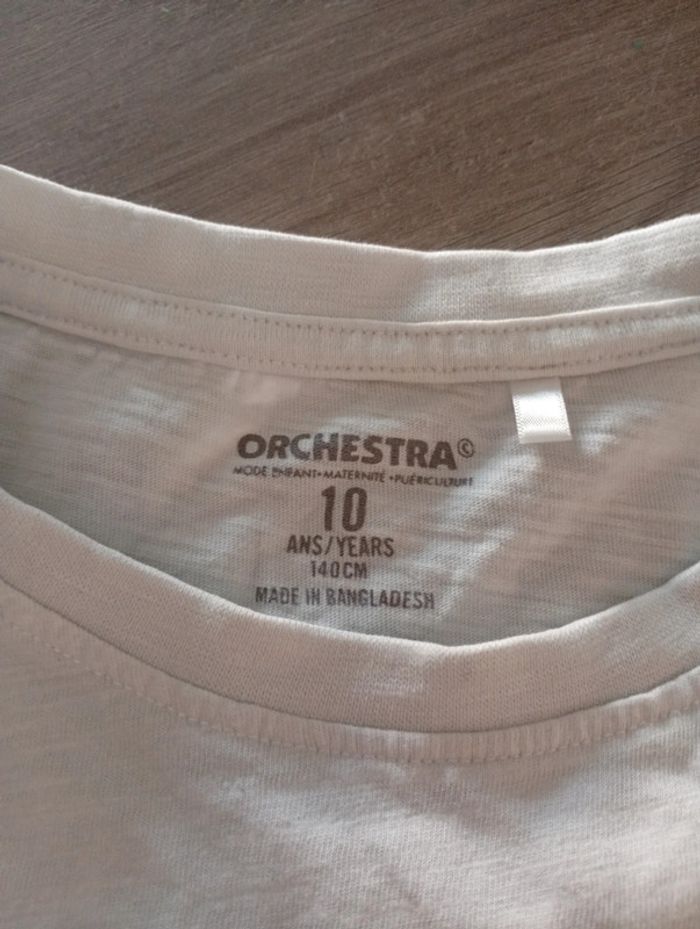 ORCHESTRA©
MODE ENFANT•MATERNITÉ•PUÉRICULTURE
10
ANS/YEARS
140CM
MADE IN BANGLADESH